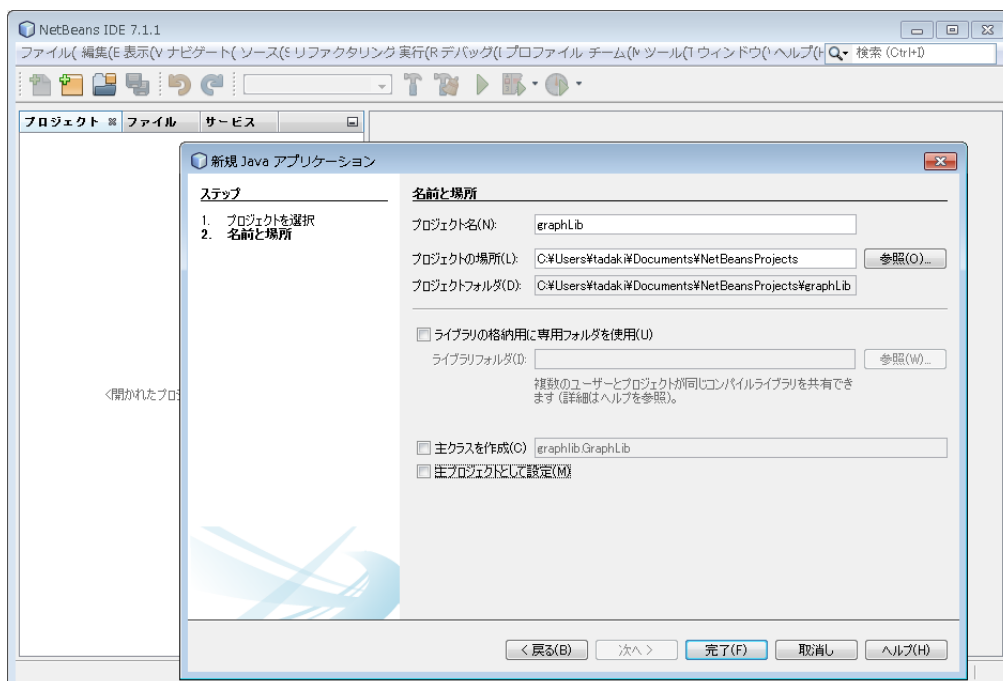 NetBeans IDE 7.1.1
ファイル( 編集(E 表示(V ナビゲート( ソース(S リファクタリング 実行(R デバッグ(I プロファイル チーム(M ツール(T ウィンドウ(\ ヘルプ(H 検索 (Ctrl+I)
プロジェクト ファイル サービス
新規 Java アプリケーション
ステップ
1. プロジェクトを選択
2. 名前と場所
名前と場所
プロジェクト名(N): graphLib
プロジェクトの場所(L): C:¥Users¥tadaki¥Documents¥NetBeansProjects 参照(O)...
プロジェクトフォルダ(D): C:¥Users¥tadaki¥Documents¥NetBeansProjects¥graphLib
ライブラリの格納用に専用フォルダを使用(U)
ライブラリフォルダ(I): 参照(W)...
複数のユーザーとプロジェクトが同じコンパイルライブラリを共有でき
ます (詳細はヘルプを参照)。
<開かれたプロジ
主クラスを作成(C) graphlib.GraphLib
主プロジェクトとして設定(M)
< 戻る(B) 次へ > 完了(F) 取消し ヘルプ(H)